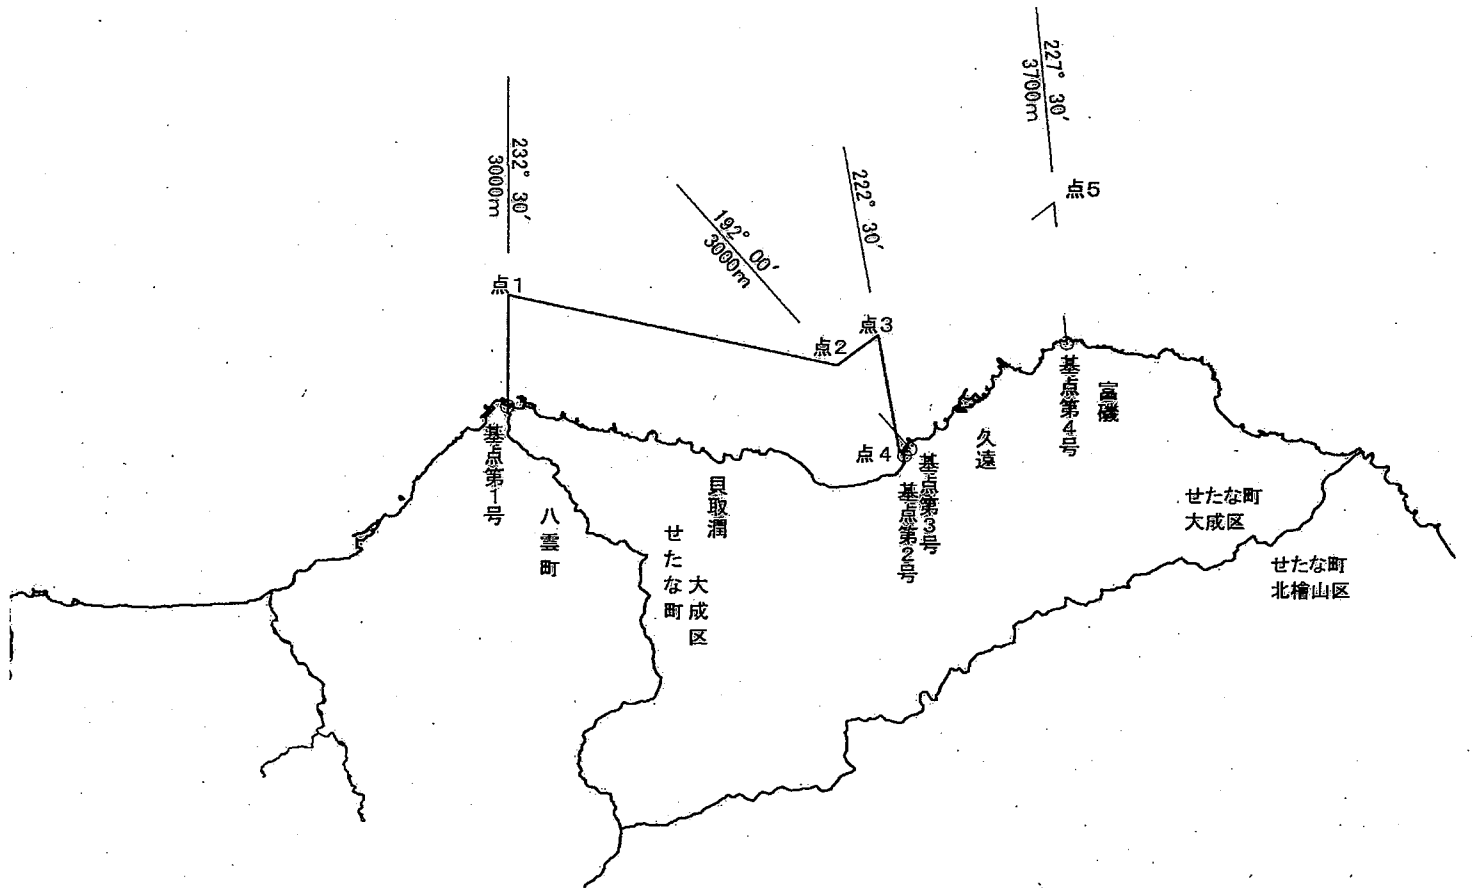 232° 30′
3000m
192° 00′
3000m
222° 30′
227° 30′
3700m
点1
点2
点3
点4
点5
基点第1号
基点第3号
基点第2号
基点第4号
富磯
久遠
貝取澗
八雲町
せたな町
大成区
せたな町
大成区
せたな町
北檜山区